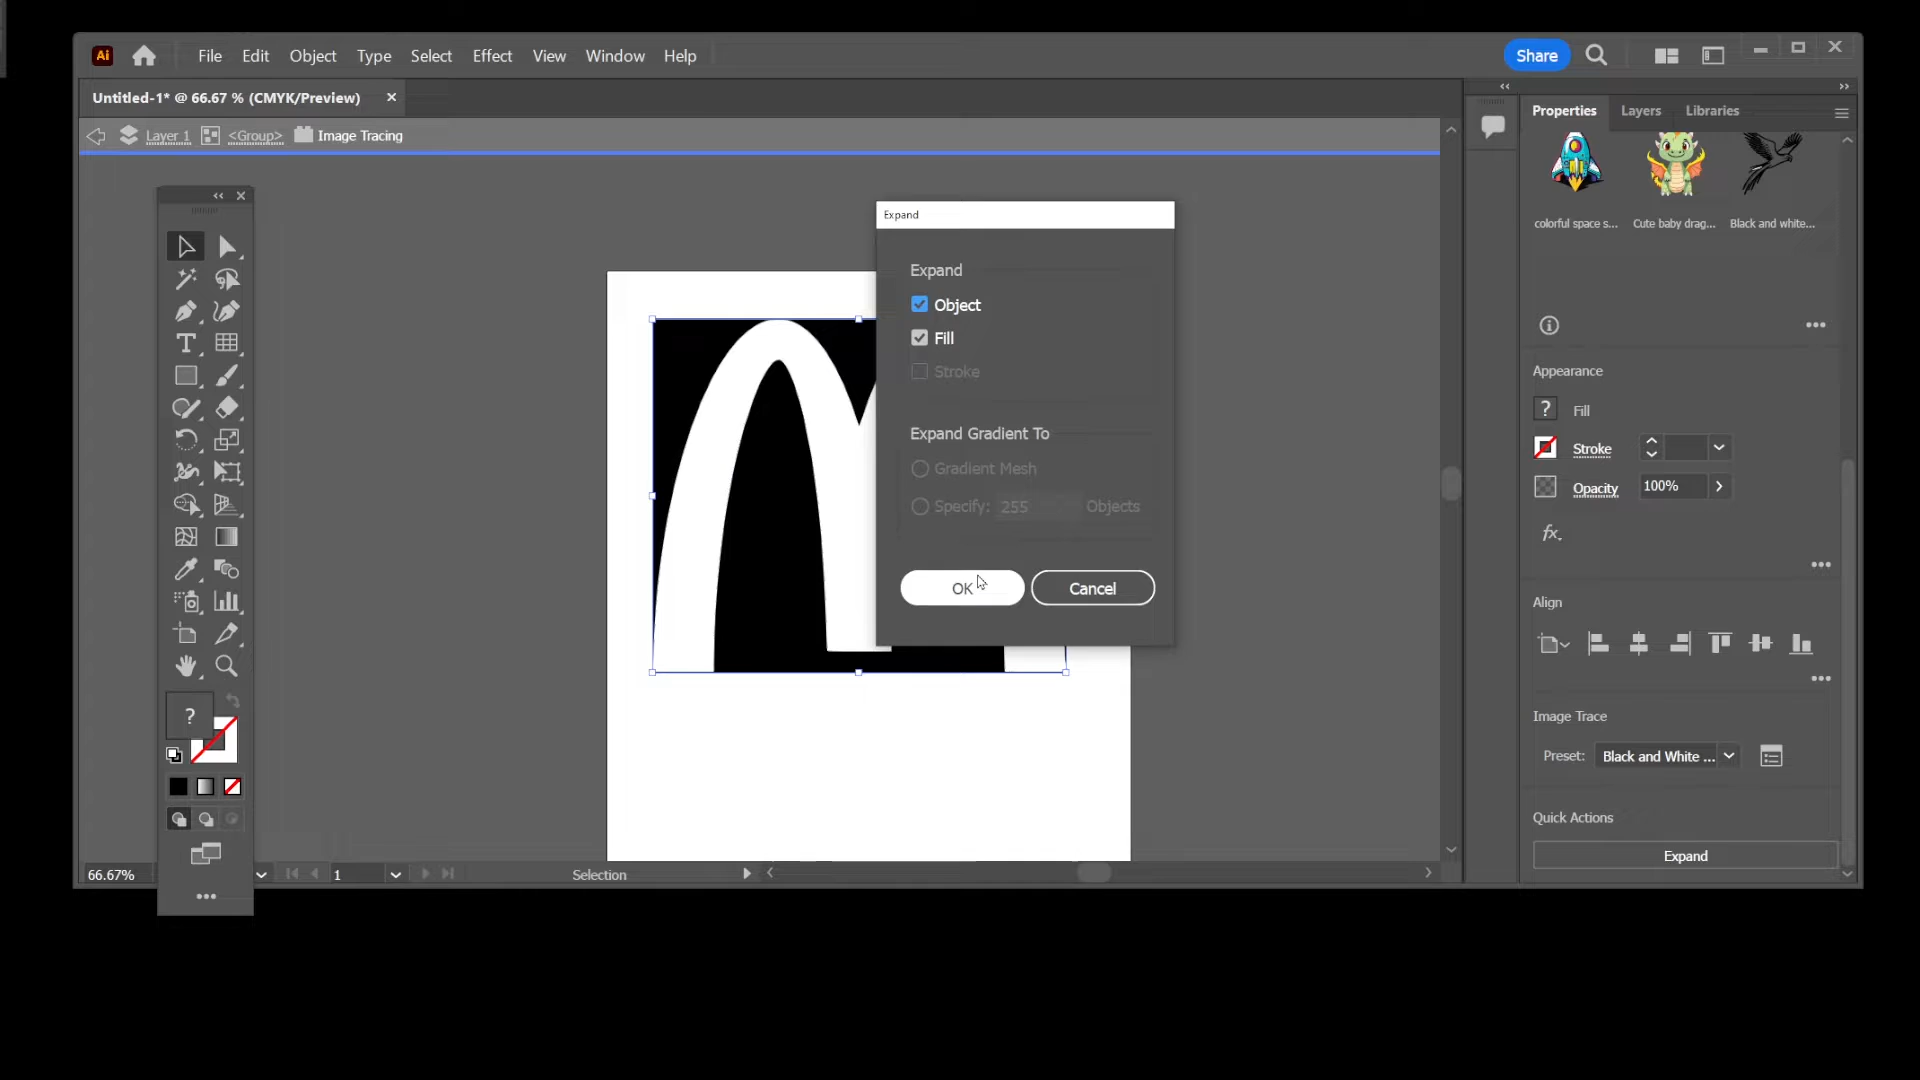 Ai File Edit Object Type Select Effect View Window Help Share
Untitled-1* @ 66.67 % (CMYK/Preview)
Layer 1 <Group> Image Tracing
Properties Layers Libraries
colorful space s... Cute baby drag... Black and white...
Expand
Expand
Object
Fill
Stroke
Expand Gradient To
Gradient Mesh
Specify: 255 Objects
OK Cancel
Appearance
? Fill
Stroke
Opacity 100%
fx.
Align
Image Trace
Preset: Black and White ...
Quick Actions
Expand
?
66.67% 1 Selection